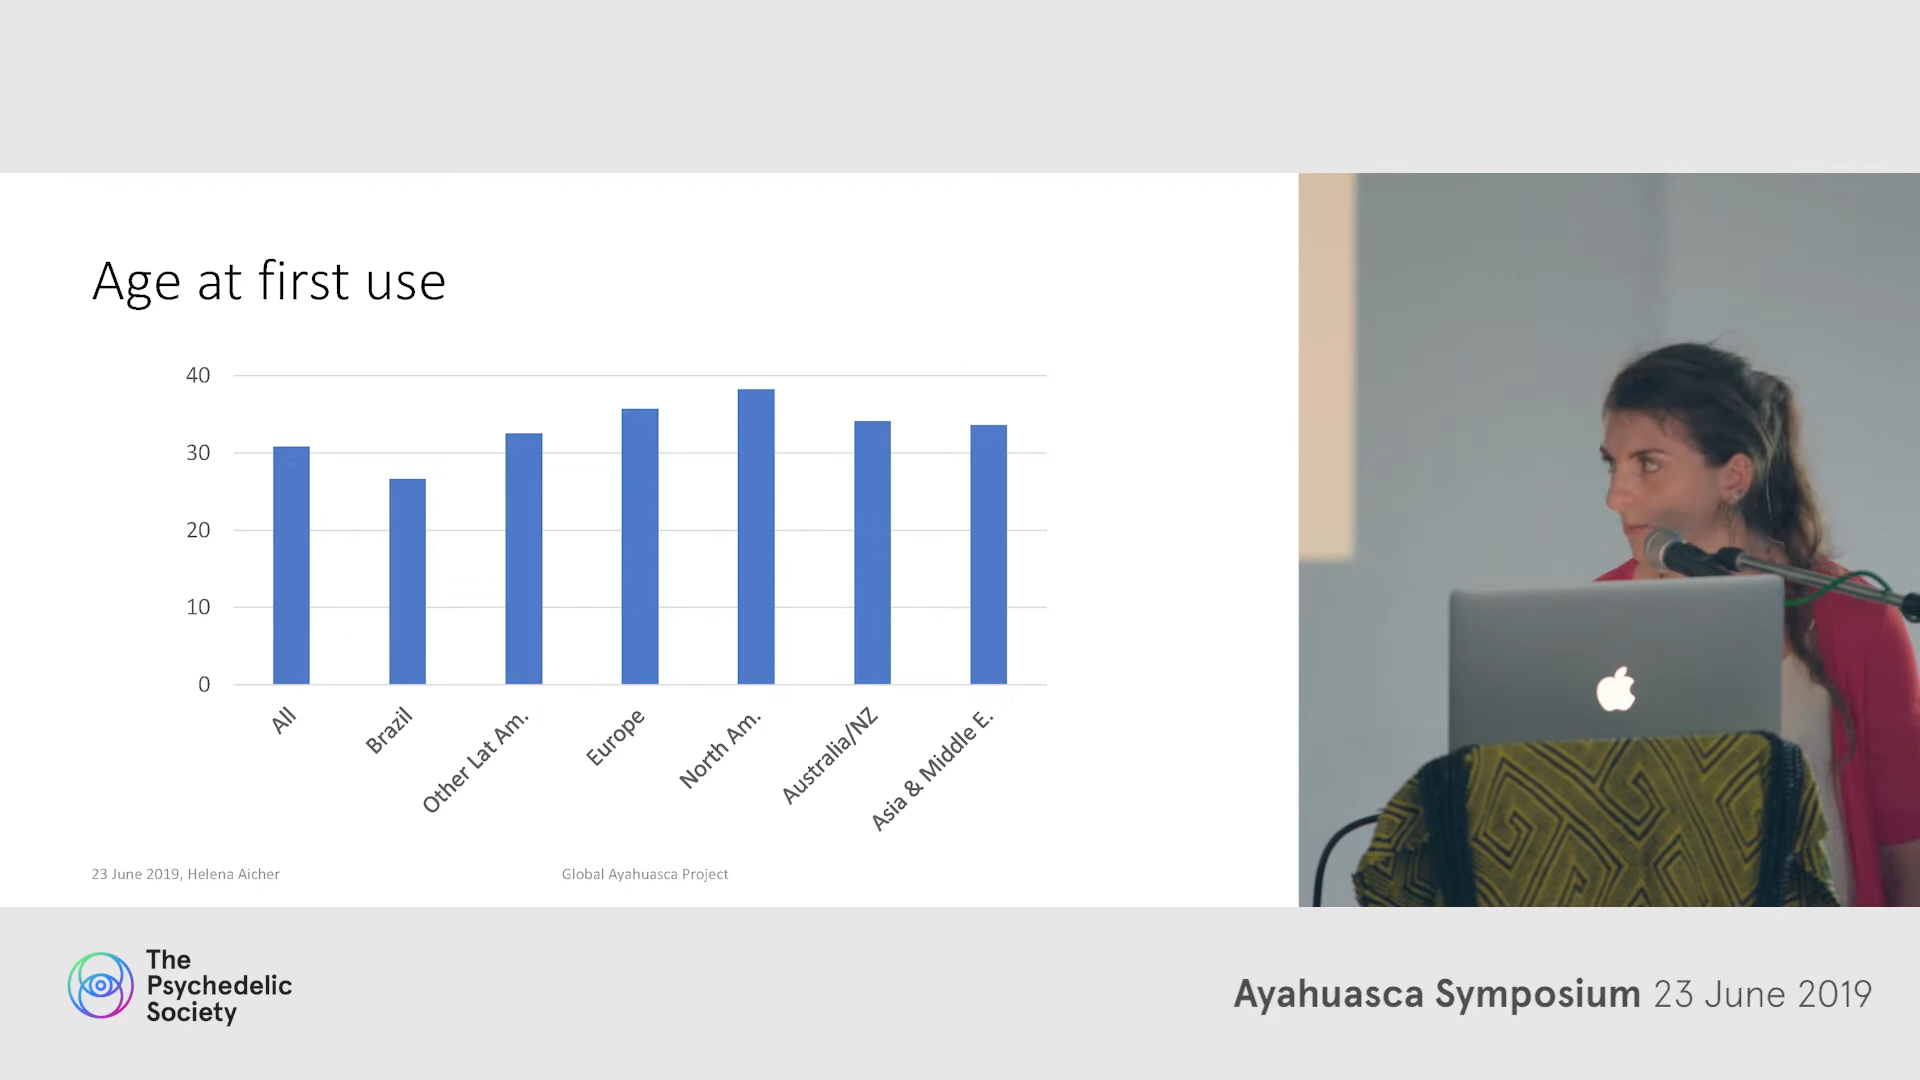 Age at first use
40
30
20
10
0
All
Brazil
Other Lat Am.
Europe
North Am.
Australia/NZ
Asia & Middle E.
23 June 2019, Helena Aicher
Global Ayahuasca Project
The
Psychedelic
Society
Ayahuasca Symposium 23 June 2019